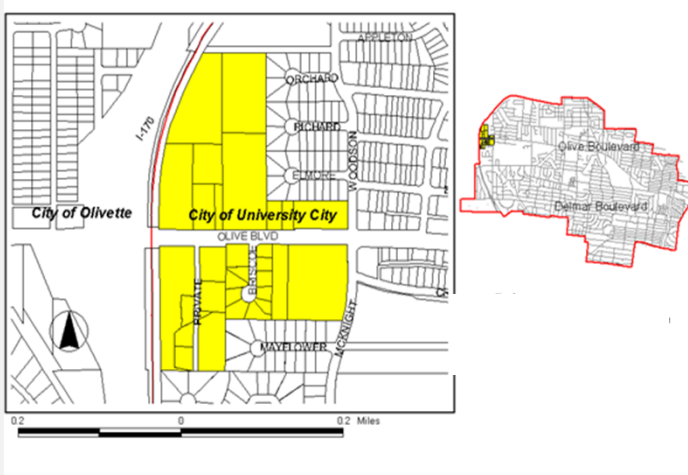 APPLETON
ORCHARD
I-170
RICHARD
WOODSON
ELMORE
City of Olivette
City of University City
OLIVE BLVD
BRISCOE
PRIVATE
MCKNIGHT
MAYFLOWER
0.2 0 0.2 Miles
Olive Boulevard
Delmar Boulevard